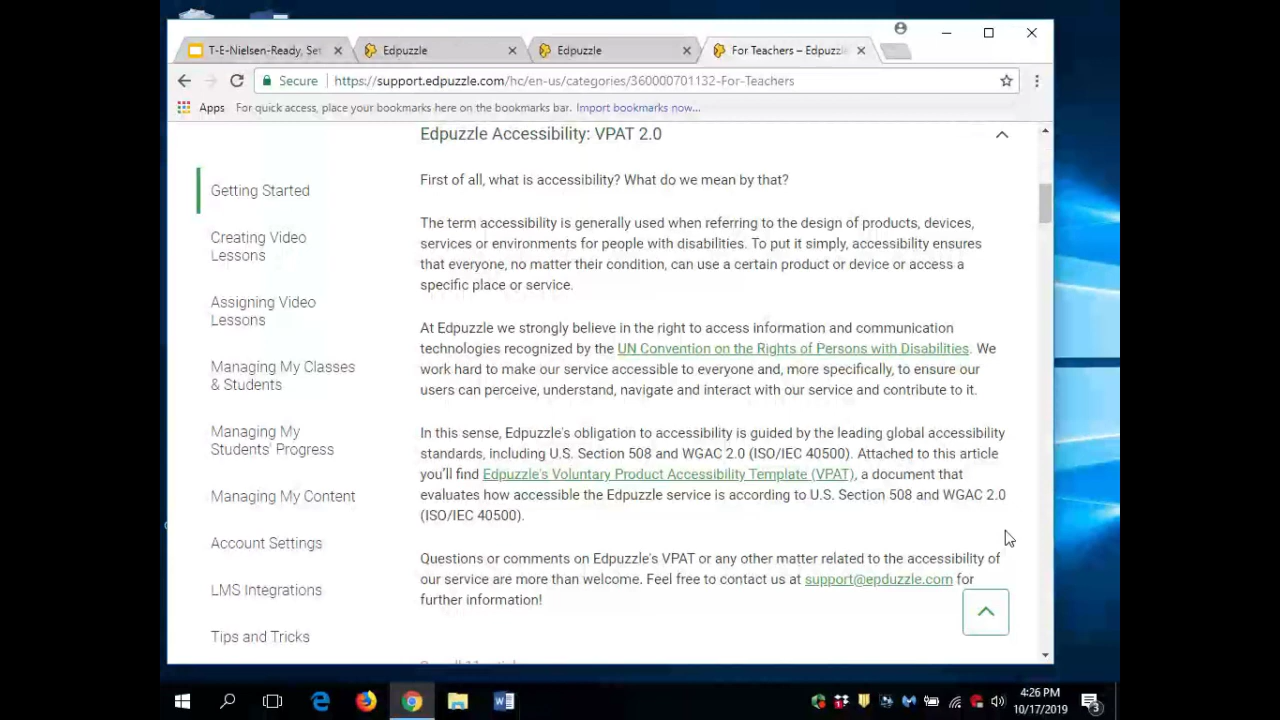 T-E-Nielsen-Ready, Set
Edpuzzle
Edpuzzle
For Teachers – Edpuzzle
Secure
https://support.edpuzzle.com/hc/en-us/categories/360000701132-For-Teachers
Apps
For quick access, place your bookmarks here on the bookmarks bar. Import bookmarks now...
Edpuzzle Accessibility: VPAT 2.0
Getting Started
Creating Video
Lessons
Assigning Video
Lessons
Managing My Classes
& Students
Managing My
Students' Progress
Managing My Content
Account Settings
LMS Integrations
Tips and Tricks
First of all, what is accessibility? What do we mean by that?
The term accessibility is generally used when referring to the design of products, devices,
services or environments for people with disabilities. To put it simply, accessibility ensures
that everyone, no matter their condition, can use a certain product or device or access a
specific place or service.
At Edpuzzle we strongly believe in the right to access information and communication
technologies recognized by the UN Convention on the Rights of Persons with Disabilities. We
work hard to make our service accessible to everyone and, more specifically, to ensure our
users can perceive, understand, navigate and interact with our service and contribute to it.
In this sense, Edpuzzle's obligation to accessibility is guided by the leading global accessibility
standards, including U.S. Section 508 and WGAC 2.0 (ISO/IEC 40500). Attached to this article
you'll find Edpuzzle's Voluntary Product Accessibility Template (VPAT), a document that
evaluates how accessible the Edpuzzle service is according to U.S. Section 508 and WGAC 2.0
(ISO/IEC 40500).
Questions or comments on Edpuzzle's VPAT or any other matter related to the accessibility of
our service are more than welcome. Feel free to contact us at support@epduzzle.com for
further information!
4:26 PM
10/17/2019
3